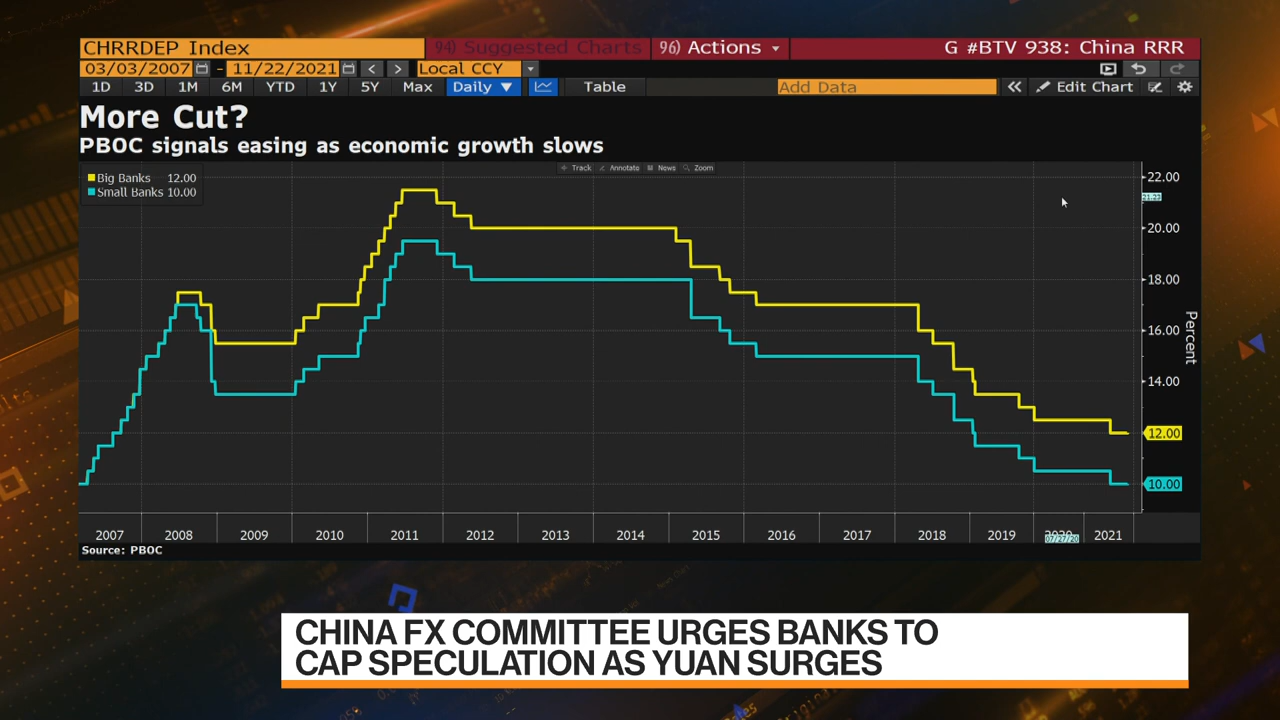 CHRRDEP Index
94) Suggested Charts
96) Actions
G #BTV 938: China RRR
03/03/2007 - 11/22/2021 < > Local CCY
1D 3D 1M 6M YTD 1Y 5Y Max Daily ▼ Table Add Data « Edit Chart
More Cut?
PBOC signals easing as economic growth slows
Track Annotate News Zoom
Big Banks 12.00
Small Banks 10.00
22.00
21.23
20.00
18.00
16.00
14.00
12.00
10.00
Percent
2007 2008 2009 2010 2011 2012 2013 2014 2015 2016 2017 2018 2019 2021
07/27/20
Source: PBOC
CHINA FX COMMITTEE URGES BANKS TO
CAP SPECULATION AS YUAN SURGES